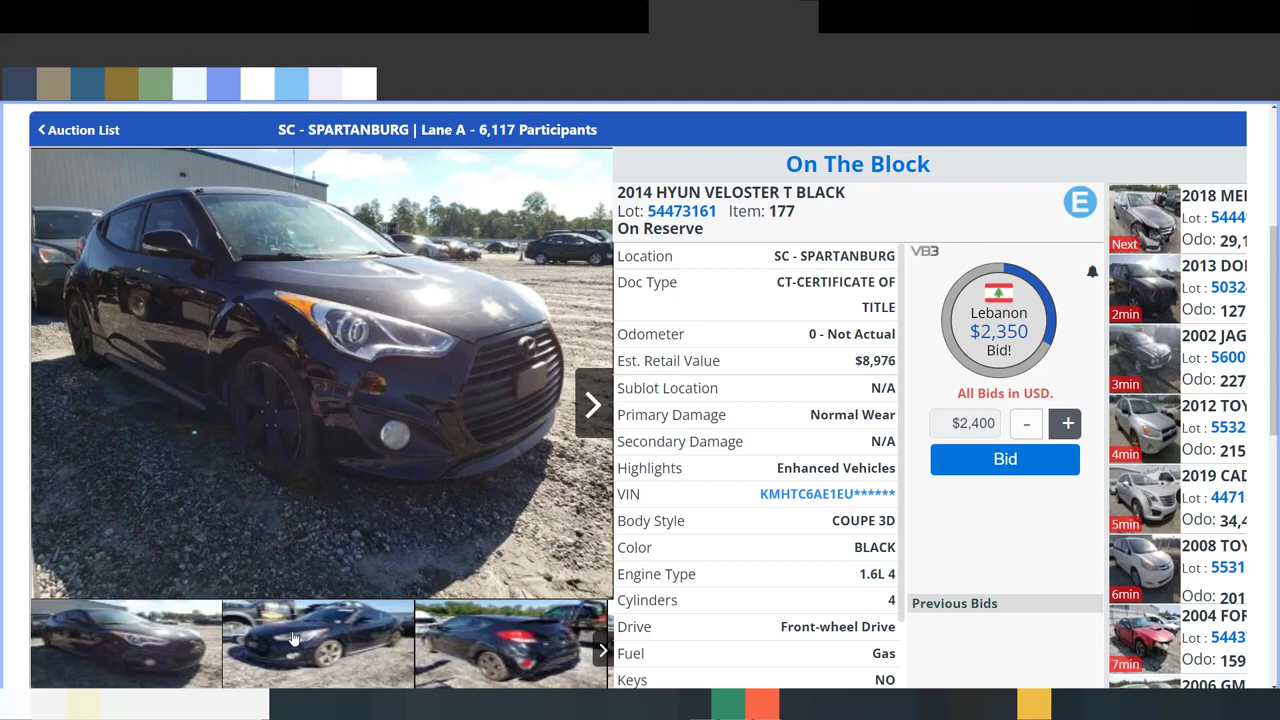 Auction List
SC - SPARTANBURG | Lane A - 6,117 Participants
On The Block
2014 HYUN VELOSTER T BLACK
Lot: 54473161 Item: 177
On Reserve
E
Location SC - SPARTANBURG
Doc Type CT-CERTIFICATE OF
TITLE
Odometer 0 - Not Actual
Est. Retail Value $8,976
Sublot Location N/A
Primary Damage Normal Wear
Secondary Damage N/A
Highlights Enhanced Vehicles
VIN KMHTC6AE1EU******
Body Style COUPE 3D
Color BLACK
Engine Type 1.6L 4
Cylinders 4
Drive Front-wheel Drive
Fuel Gas
Keys NO
VB3
Lebanon
$2,350
Bid!
All Bids in USD.
$2,400 - +
Bid
Previous Bids
Next
2018 MER
Lot : 5444
Odo: 29,1
2min
2013 DO
Lot : 5032
Odo: 127
3min
2002 JAG
Lot : 5600
Odo: 227
4min
2012 TOY
Lot : 5532
Odo: 215
5min
2019 CAD
Lot : 4471
Odo: 34,4
6min
2008 TOY
Lot : 5531
Odo: 201
7min
2004 FOR
Lot : 5443
Odo: 159
2006 GM